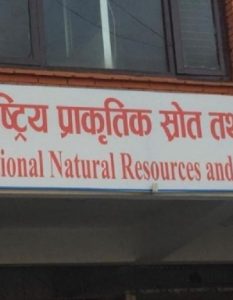 ष्ट्रिय प्राकृतिक स्रोत तथ
ional Natural Resources and